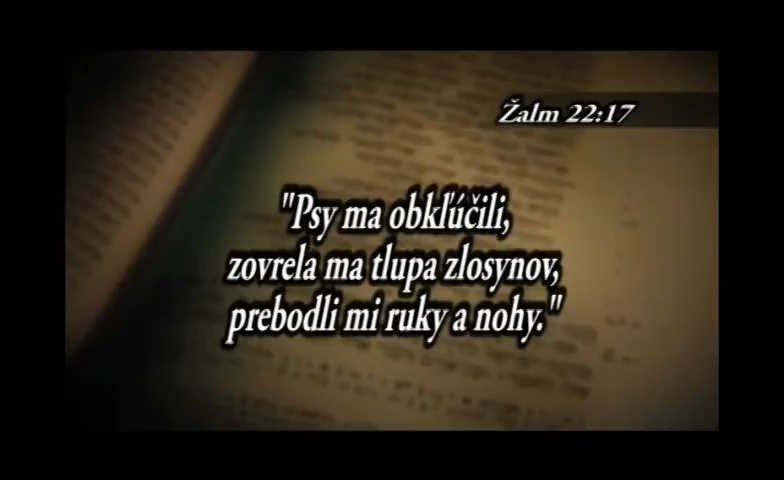 Žalm 22:17
"Psy ma obkľúčili,
zovrela ma tlupa zlosynov,
prebodli mi ruky a nohy."